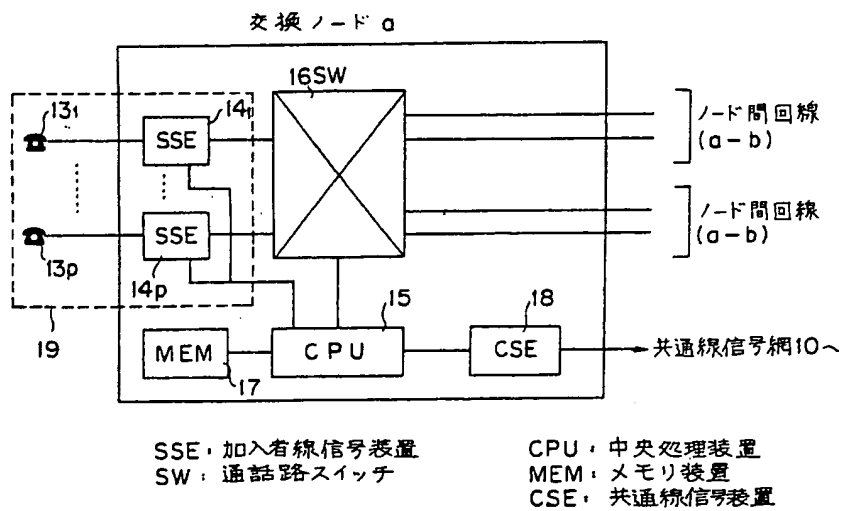 交換ノード a
16SW
13₁
14₁
SSE
ノード間回線
(a-b)
SSE
ノード間回線
(a-b)
13p
14p
15
18
19
MEM
CPU
CSE
共通線信号網10へ
17
SSE: 加入者線信号装置
SW: 通話路スイッチ
CPU: 中央処理装置
MEM: メモリ装置
CSE: 共通線信号装置